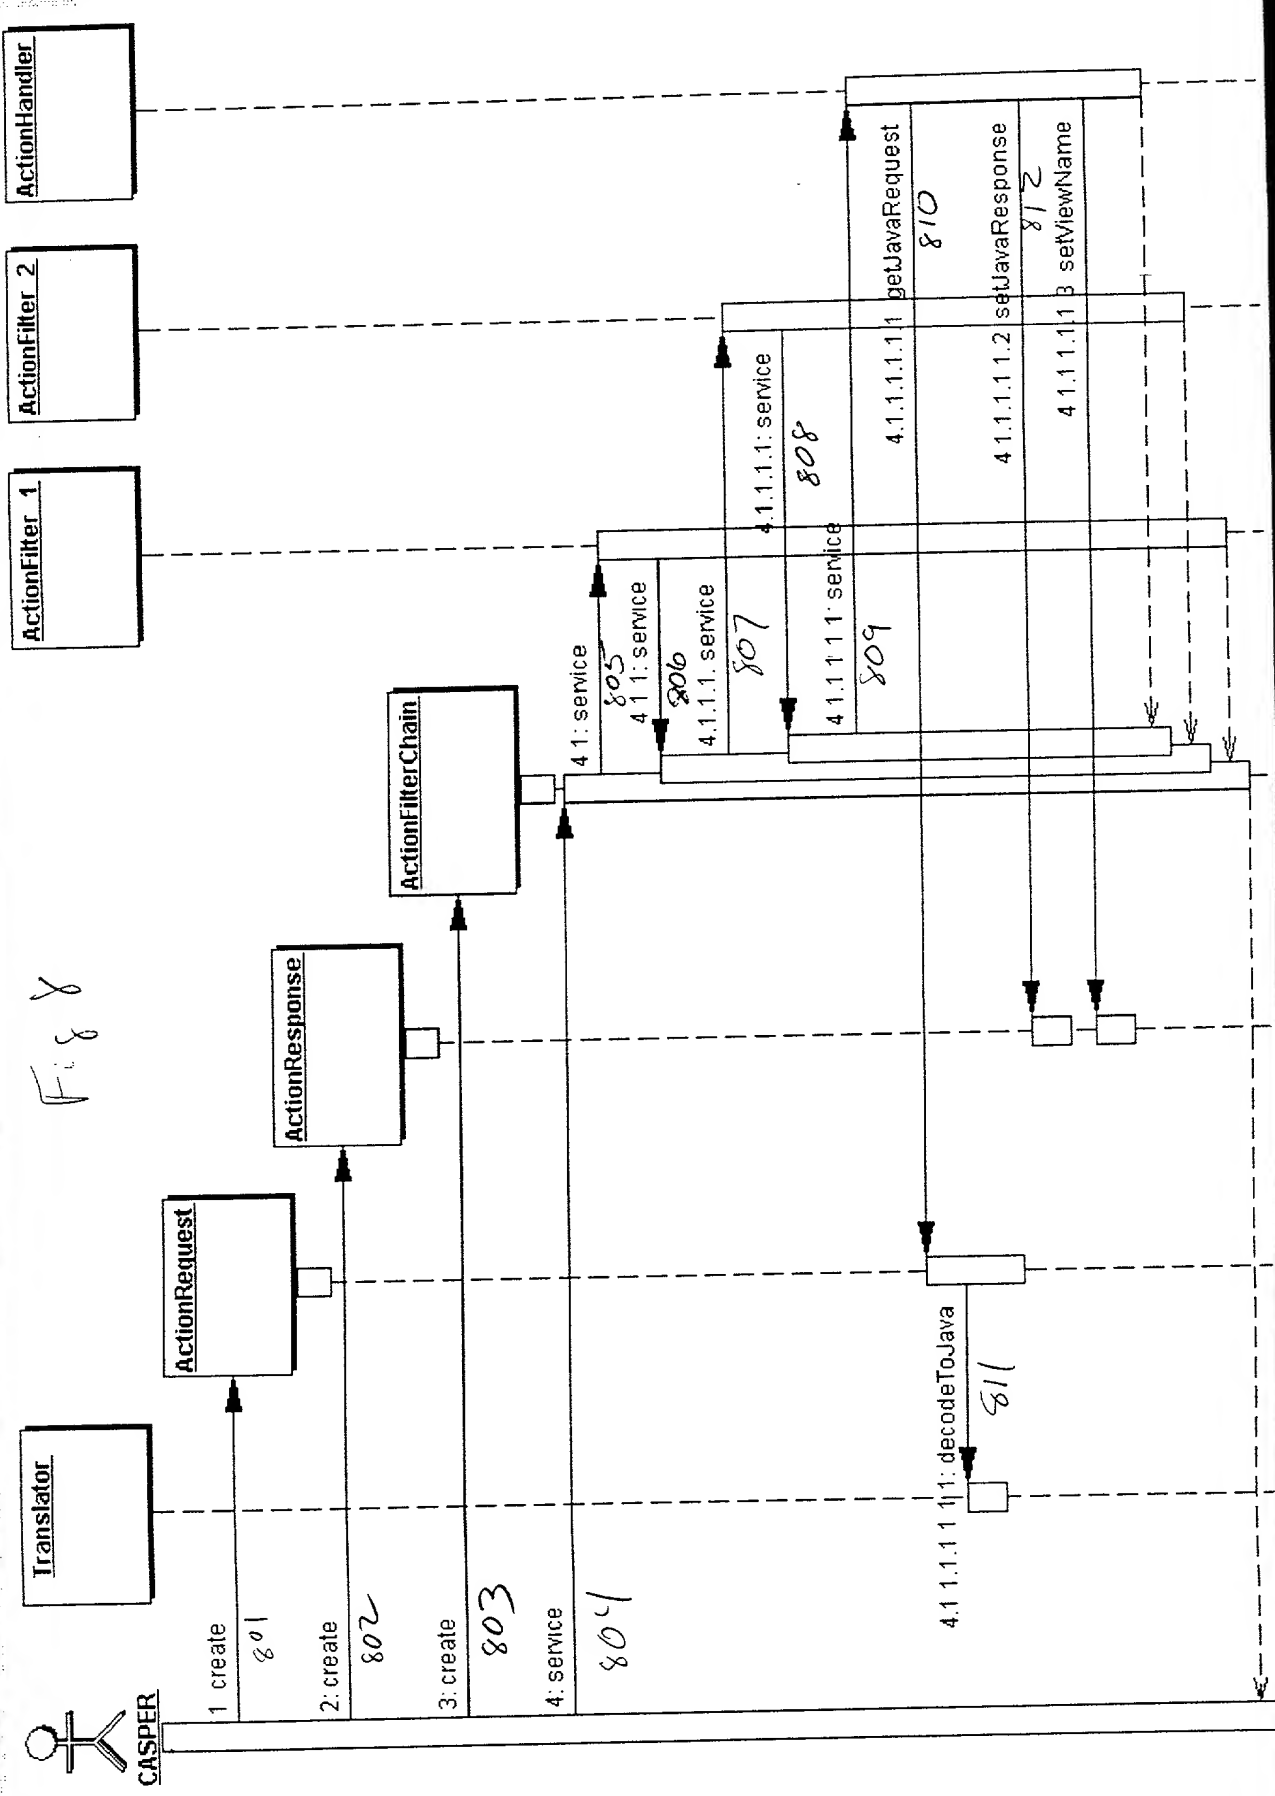 Fig 8
CASPER
Translator
ActionRequest
ActionResponse
ActionFilterChain
ActionFilter 1
ActionFilter 2
ActionHandler
1 create
801
2: create
802
3: create
803
4: service
804
4 1: service
805
4 1 1: service
806
4.1.1.1. service
807
4.1.1.1.1: service
808
4 1.1 1 1 1: service
809
4.1.1.1.1.1 1 getJavaRequest
810
4.1 1.1.1 1 1 1: decodeToJava
811
4 1.1.1.1 1.2 setJavaResponse
812
4 1.1 1.1.1 3 setViewName